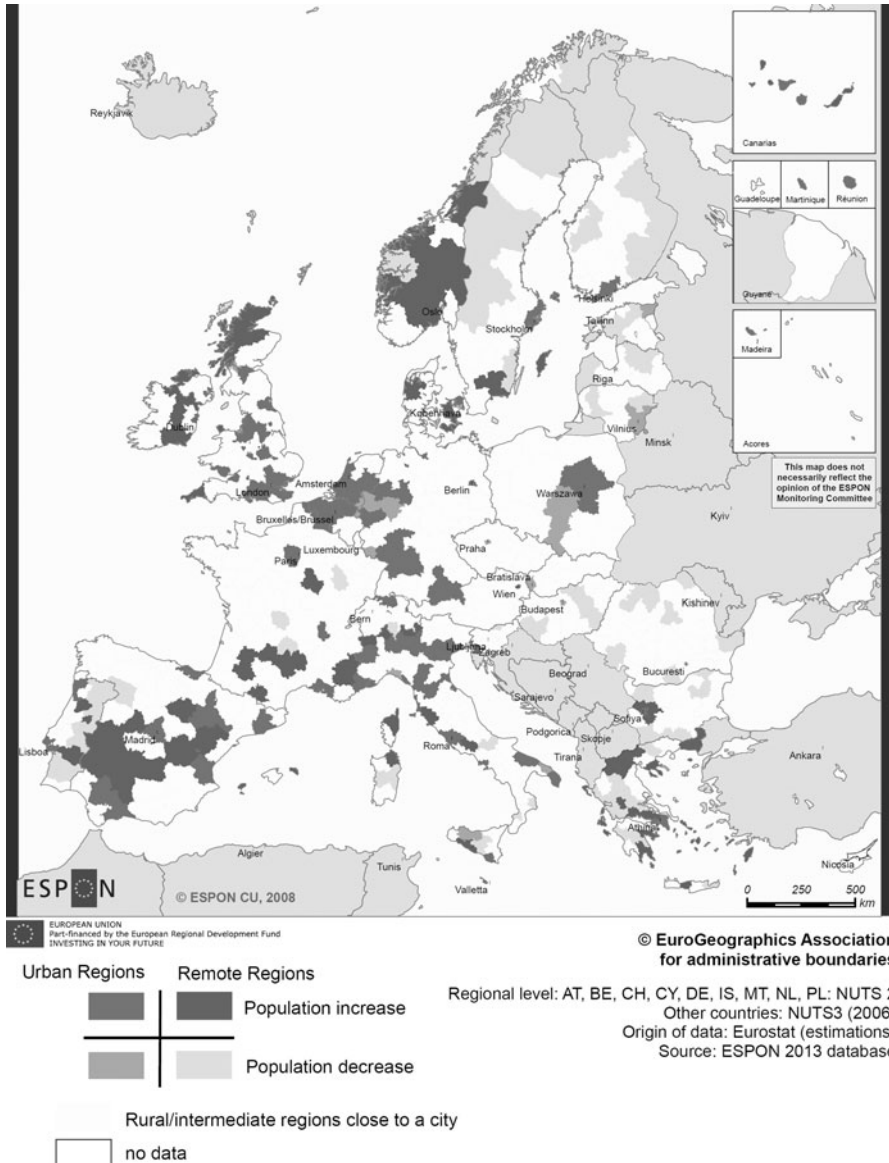 Reykjavik
Canarias
Guadeloupe Martinique Réunion
Guyane
Madeira
Acores
This map does not
necessarily reflect the
opinion of the ESPON
Monitoring Committee
Oslo
Helsinki
Stockholm
Tallinn
Riga
København
Vilnius
Minsk
Dublin
Amsterdam
London
Berlin
Warszawa
Bruxelles/Brussel
Kyiv
Luxembourg
Praha
Paris
Bratislava
Wien
Kishinev
Budapest
Bern
Ljubljana
Zagreb
Beograd
Bucuresti
Sarajevo
Sofiya
Madrid
Podgorica
Skopje
Roma
Tirana
Lisboa
Ankara
Athinai
Algier
Tunis
Nicosia
Valletta
ESPON
© ESPON CU, 2008
0 250 500
km
EUROPEAN UNION
Part-financed by the European Regional Development Fund
INVESTING IN YOUR FUTURE
© EuroGeographics Association
for administrative boundaries
Urban Regions Remote Regions
Population increase
Population decrease
Rural/intermediate regions close to a city
no data
Regional level: AT, BE, CH, CY, DE, IS, MT, NL, PL: NUTS 2
Other countries: NUTS3 (2006
Origin of data: Eurostat (estimations
Source: ESPON 2013 database